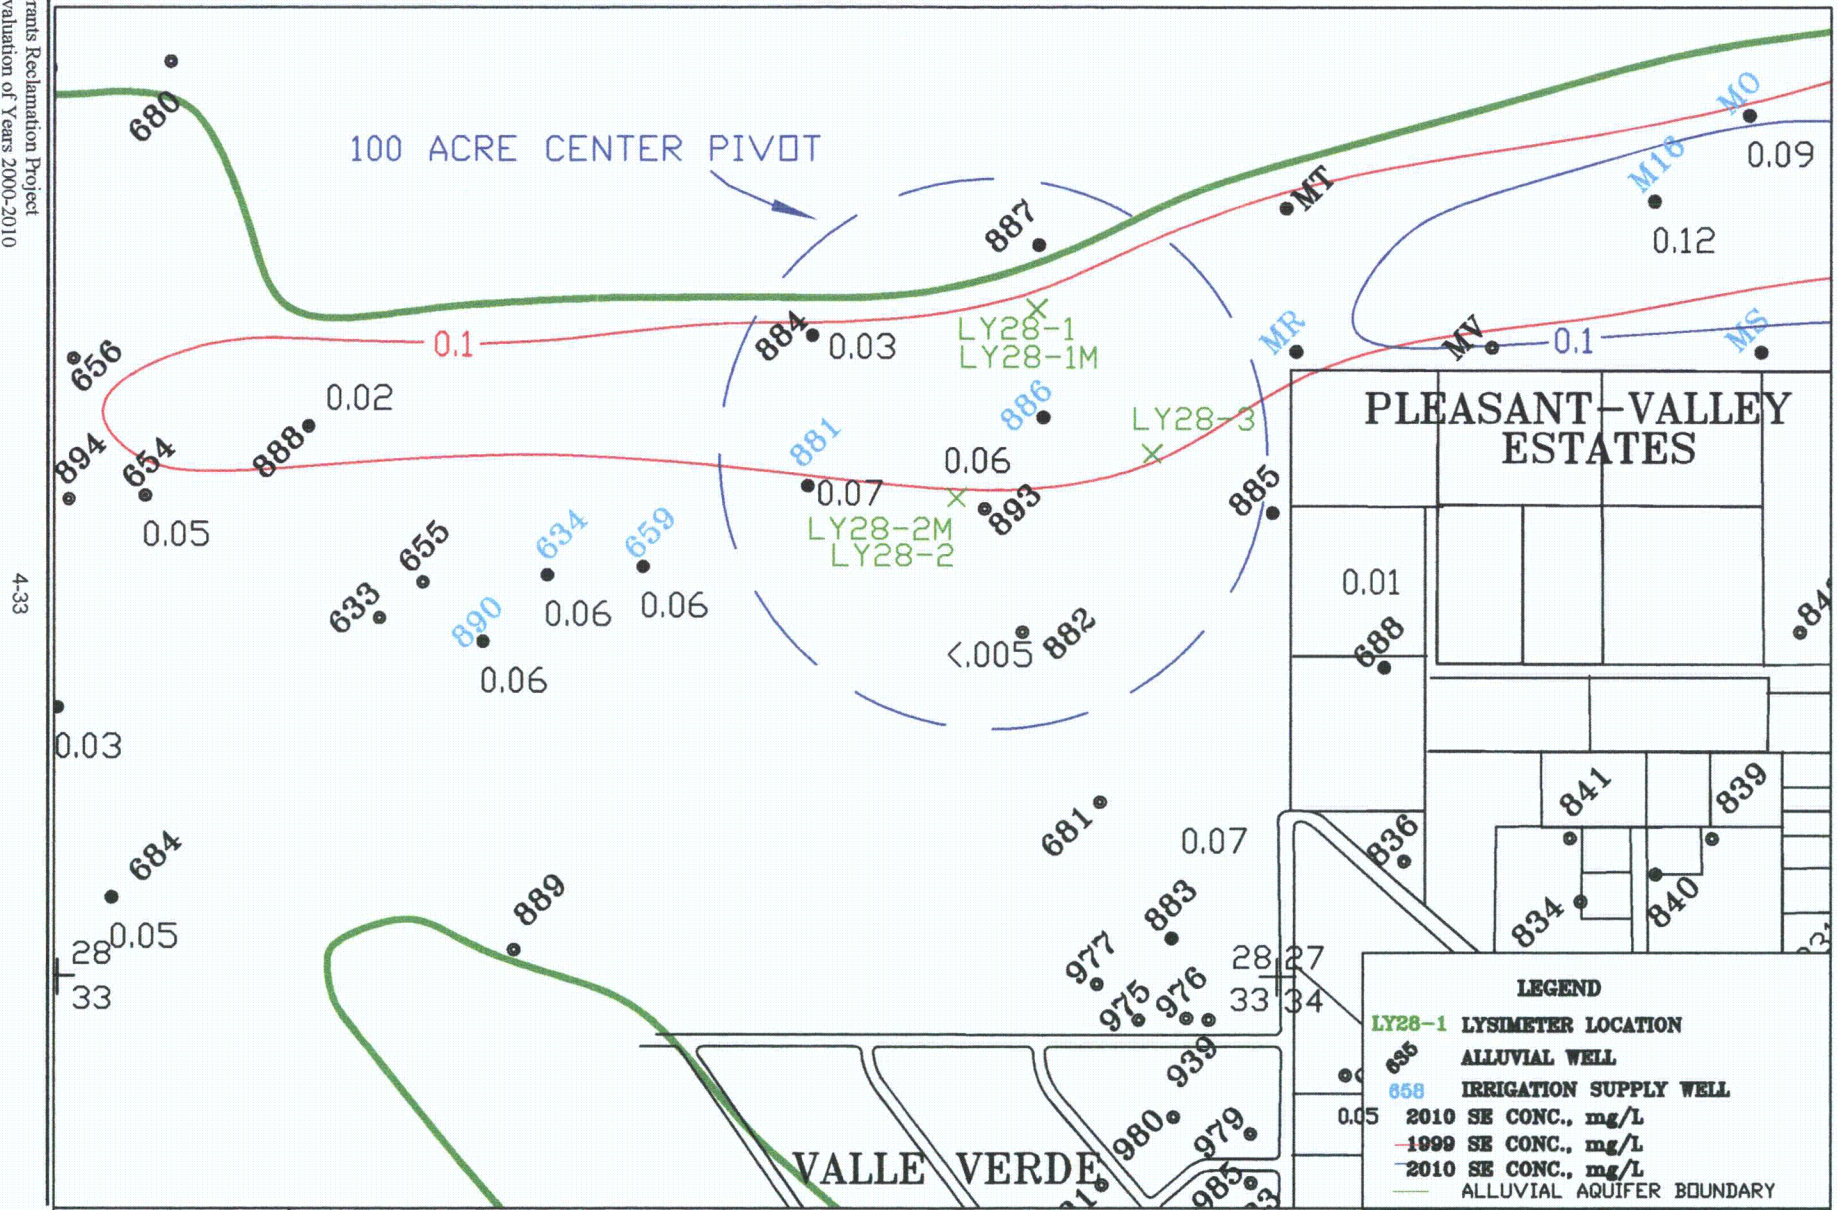 rants Reclamation Project
valuation of Years 2000-2010
4-33
680
100 ACRE CENTER PIVOT
887
MT
MO
0.09
M16
0.12
656
0.1
884
0.03
LY28-1
LY28-1M
MR
MV
0.1
MS
888
0.02
881
886
LY28-3
PLEASANT-VALLEY
ESTATES
894
654
0.05
0.06
0.07
893
885
LY28-2M
LY28-2
655
634
659
633
890
0.06
0.06
0.06
882
<.005
0.01
688
0.03
684
0.05
889
681
0.07
883
836
841
839
834
840
28
33
977
975
976
28 27
33 34
939
980
979
985
VALLE VERDE
0.05
LEGEND
LY28-1 LYSIMETER LOCATION
635 ALLUVIAL WELL
658 IRRIGATION SUPPLY WELL
2010 SE CONC., mg/L
1999 SE CONC., mg/L
2010 SE CONC., mg/L
ALLUVIAL AQUIFER BOUNDARY